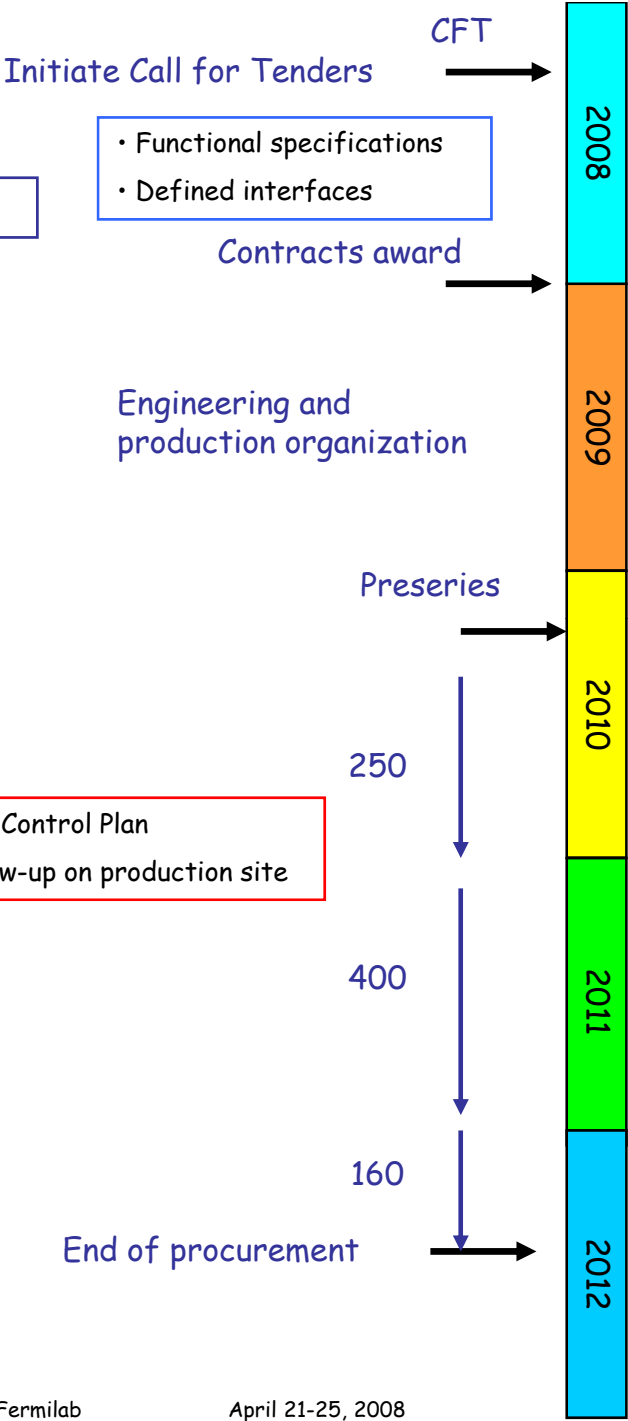 CFT
Initiate Call for Tenders
2008
• Functional specifications
• Defined interfaces
Contracts award
Engineering and
production organization
2009
Preseries
2010
250
Control Plan
w-up on production site
400
2011
160
End of procurement
2012
Fermilab April 21-25, 2008